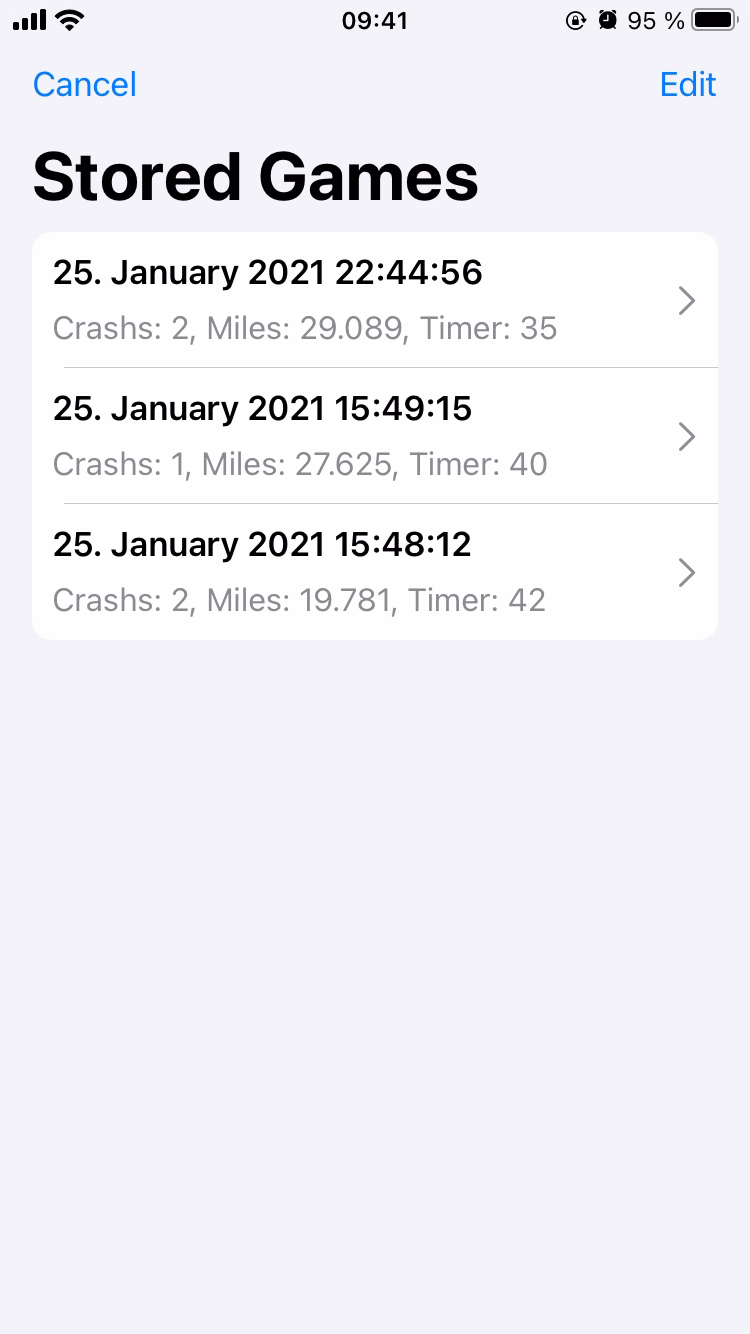 09:41 95 %
Cancel Edit
Stored Games
25. January 2021 22:44:56
Crashs: 2, Miles: 29.089, Timer: 35
25. January 2021 15:49:15
Crashs: 1, Miles: 27.625, Timer: 40
25. January 2021 15:48:12
Crashs: 2, Miles: 19.781, Timer: 42